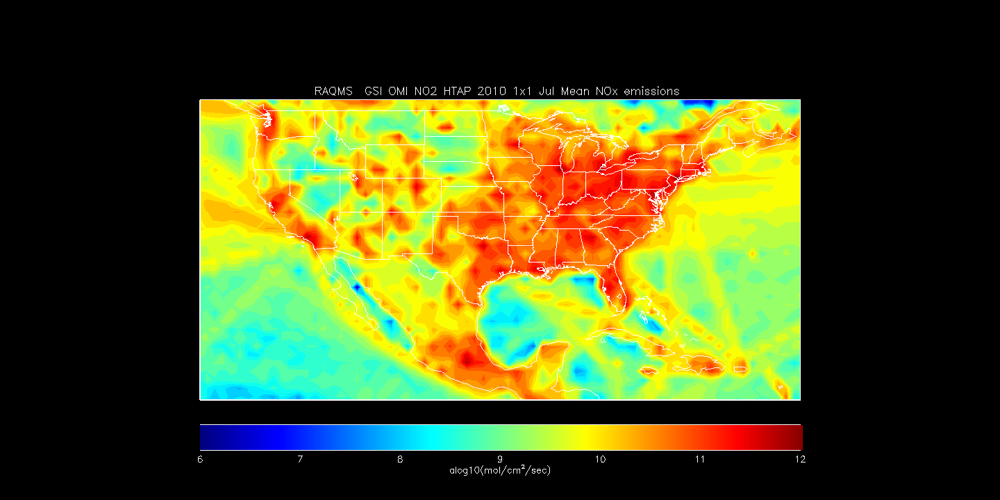 RAQMS  GSI OMI NO2 HTAP 2010 1x1 Jul Mean NOx emissions
6 7 8 9 10 11 12
alog10(mol/cm²/sec)